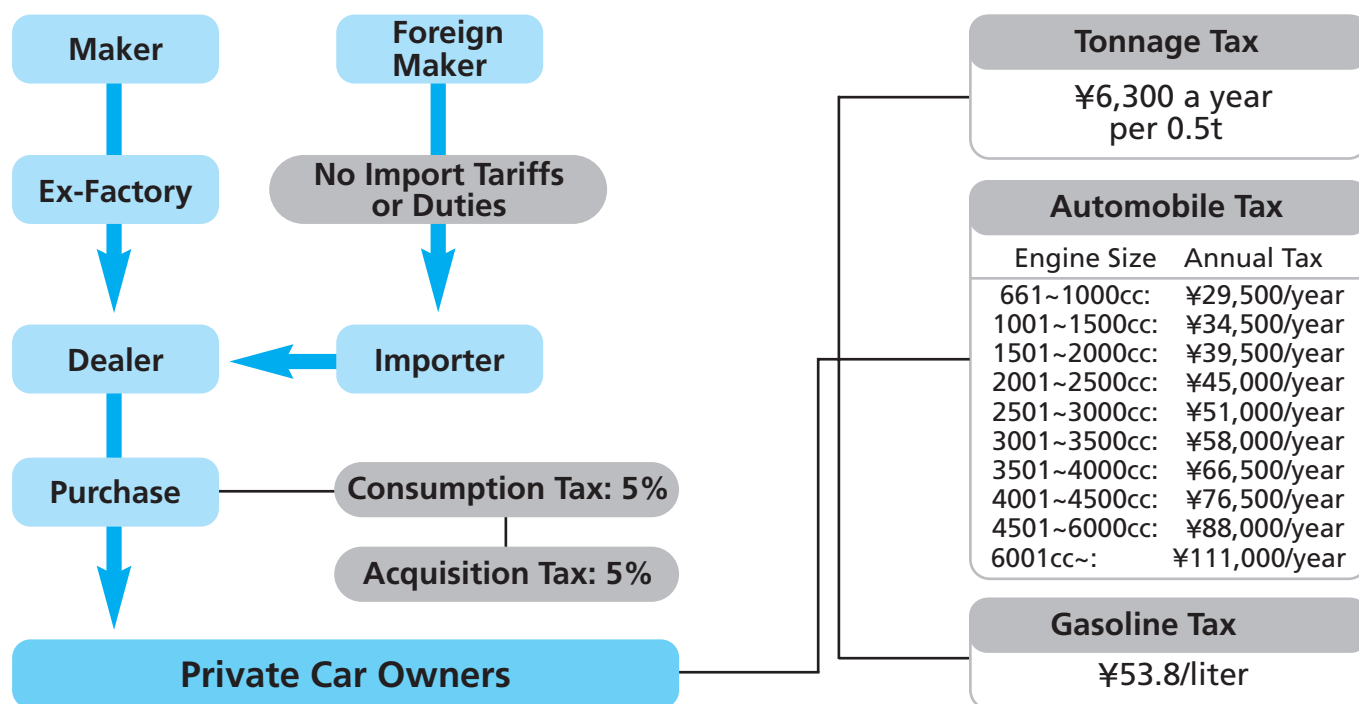 Maker
Foreign
Maker
Ex-Factory
No Import Tariffs
or Duties
Dealer
Importer
Purchase
Consumption Tax: 5%
Acquisition Tax: 5%
Private Car Owners
Tonnage Tax
¥6,300 a year
per 0.5t
Automobile Tax
Engine Size Annual Tax
661~1000cc: ¥29,500/year
1001~1500cc: ¥34,500/year
1501~2000cc: ¥39,500/year
2001~2500cc: ¥45,000/year
2501~3000cc: ¥51,000/year
3001~3500cc: ¥58,000/year
3501~4000cc: ¥66,500/year
4001~4500cc: ¥76,500/year
4501~6000cc: ¥88,000/year
6001cc~: ¥111,000/year
Gasoline Tax
¥53.8/liter